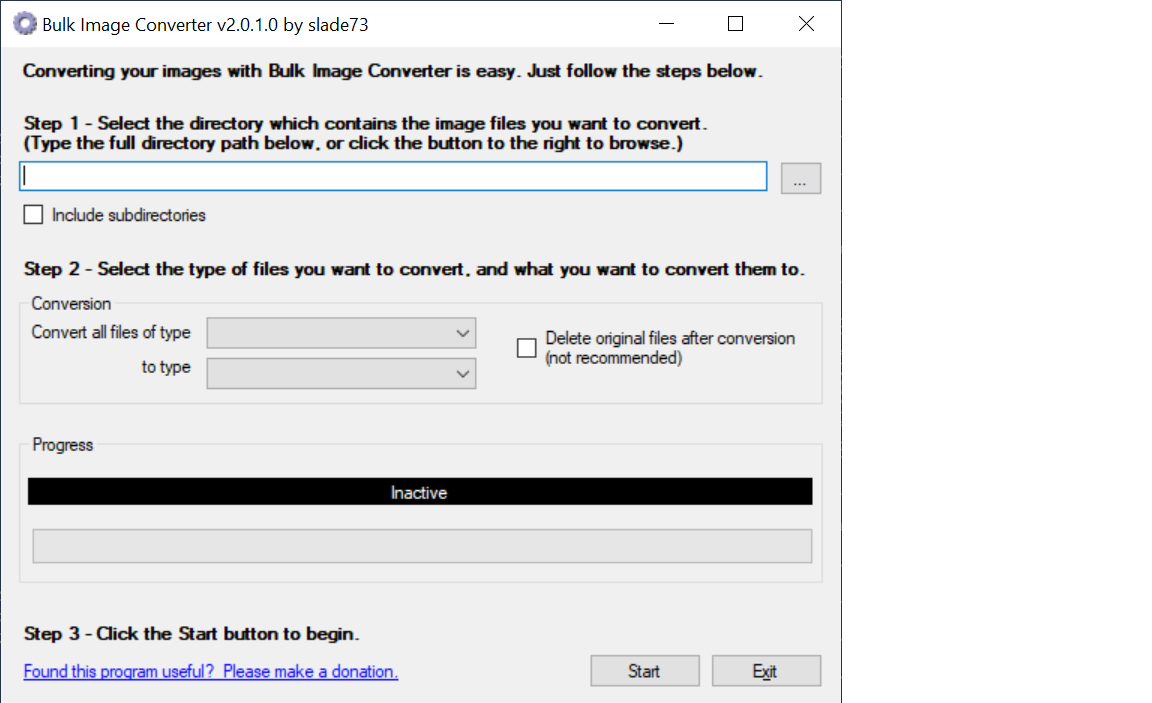 Bulk Image Converter v2.0.1.0 by slade73
Converting your images with Bulk Image Converter is easy. Just follow the steps below.
Step 1 - Select the directory which contains the image files you want to convert.
(Type the full directory path below, or click the button to the right to browse.)
...
Include subdirectories
Step 2 - Select the type of files you want to convert, and what you want to convert them to.
Conversion
Convert all files of type
to type
Delete original files after conversion
(not recommended)
Progress
Inactive
Step 3 - Click the Start button to begin.
Found this program useful?  Please make a donation.
Start
Exit